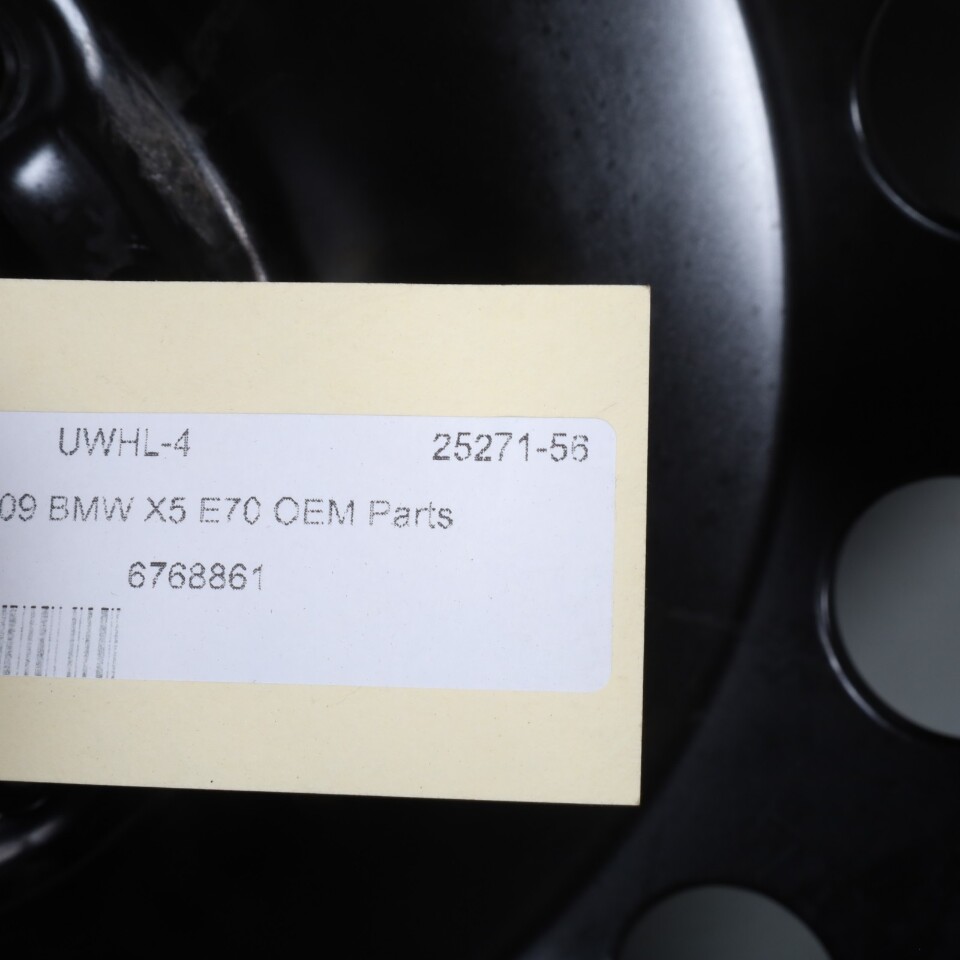 UWHL-4 25271-56
09 BMW X5 E70 OEM Parts
6768861